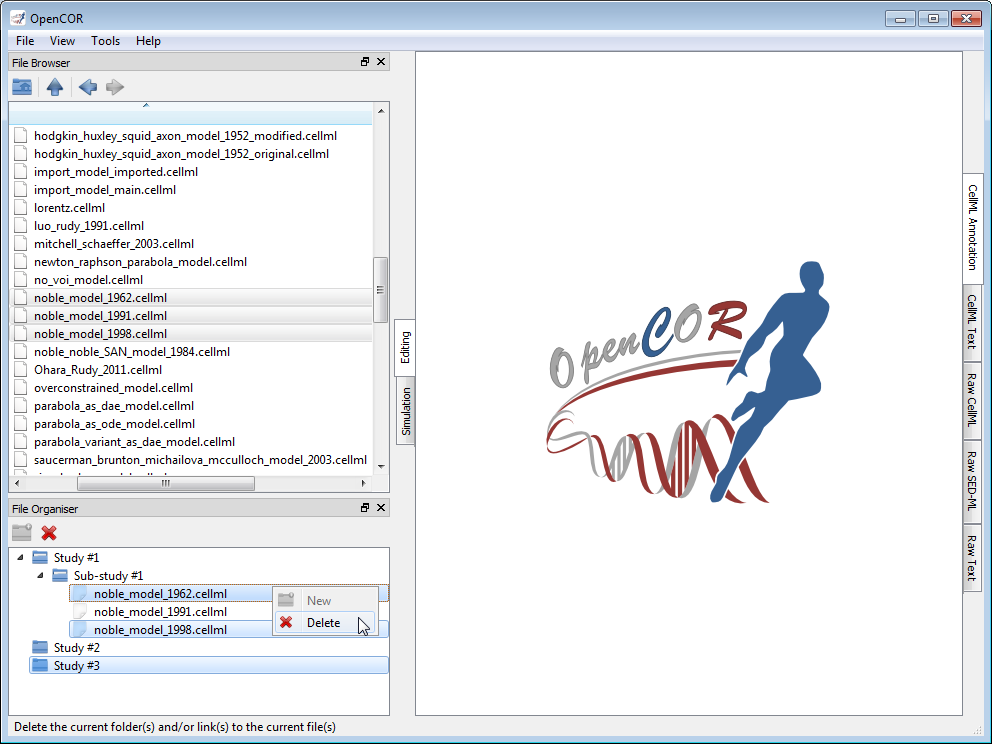 OpenCOR
File View Tools Help
File Browser
hodgkin_huxley_squid_axon_model_1952_modified.cellml
hodgkin_huxley_squid_axon_model_1952_original.cellml
import_model_imported.cellml
import_model_main.cellml
lorentz.cellml
luo_rudy_1991.cellml
mitchell_schaeffer_2003.cellml
newton_raphson_parabola_model.cellml
no_voi_model.cellml
noble_model_1962.cellml
noble_model_1991.cellml
noble_model_1998.cellml
noble_noble_SAN_model_1984.cellml
Ohara_Rudy_2011.cellml
overconstrained_model.cellml
parabola_as_dae_model.cellml
parabola_as_ode_model.cellml
parabola_variant_as_dae_model.cellml
saucerman_brunton_michailova_mcculloch_model_2003.cellml
File Organiser
Study #1
Sub-study #1
noble_model_1962.cellml
noble_model_1991.cellml
noble_model_1998.cellml
Study #2
Study #3
New
Delete
Editing
Simulation
OpenCOR
CellML Annotation
CellML Text
Raw CellML
Raw SED-ML
Raw Text
Delete the current folder(s) and/or link(s) to the current file(s)